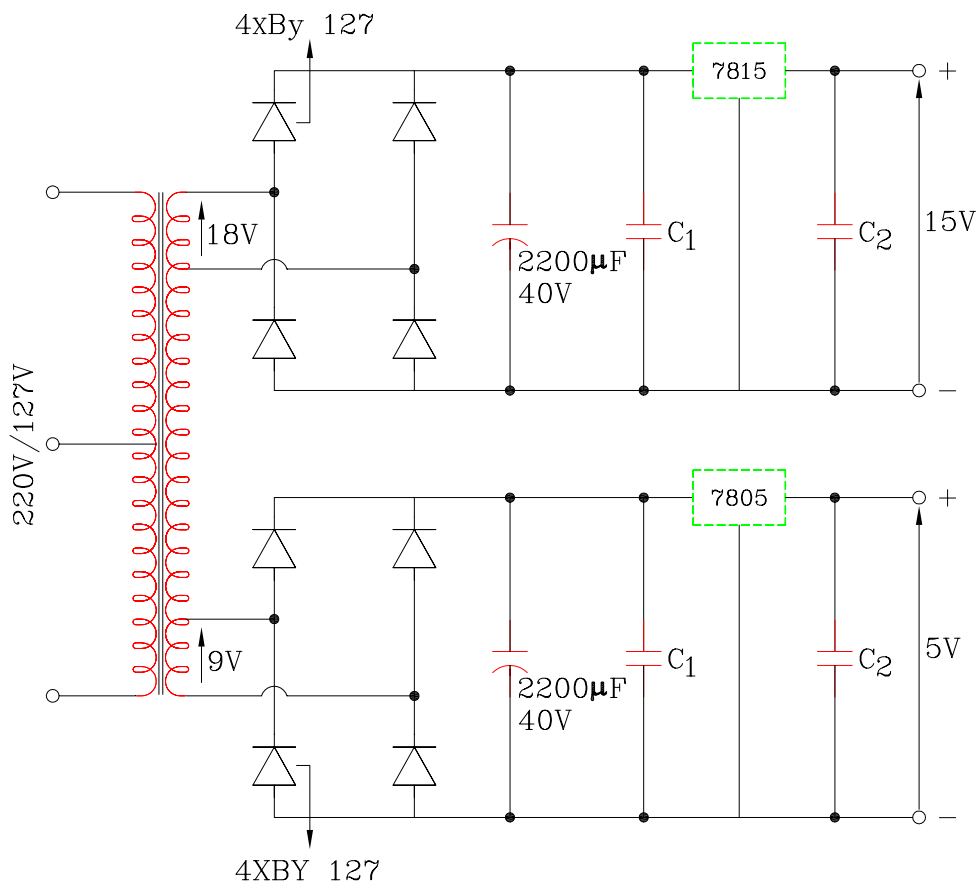 4xBy 127
7815
+
18V
C1
C2
15V
2200μF
40V
−
220V/127V
7805
+
9V
C1
C2
5V
2200μF
40V
−
4XBY 127